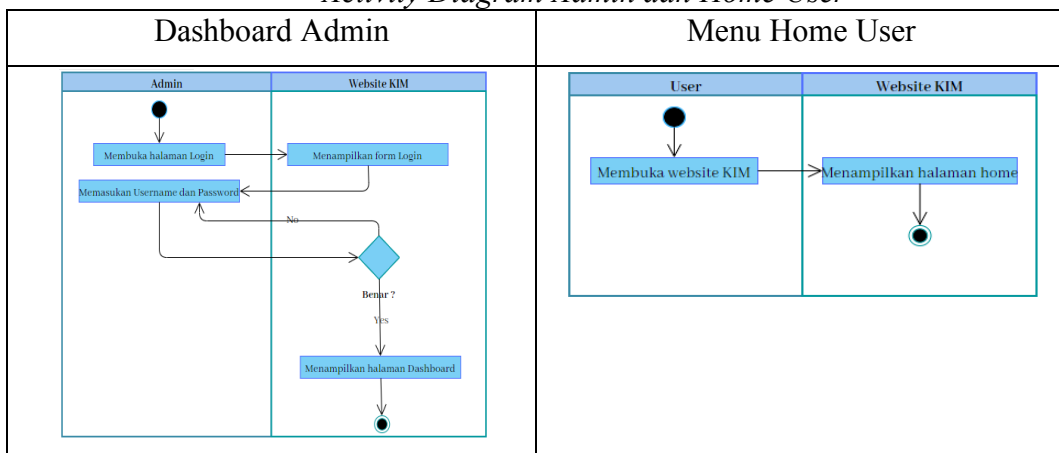 Activity Diagram Admin dan Home User
Dashboard Admin
Menu Home User
Admin
Website KIM
Membuka halaman Login
Menampilkan form Login
Memasukan Username dan Password
No
Benar ?
Yes
Menampilkan halaman Dashboard
User
Website KIM
Membuka website KIM
Menampilkan halaman home